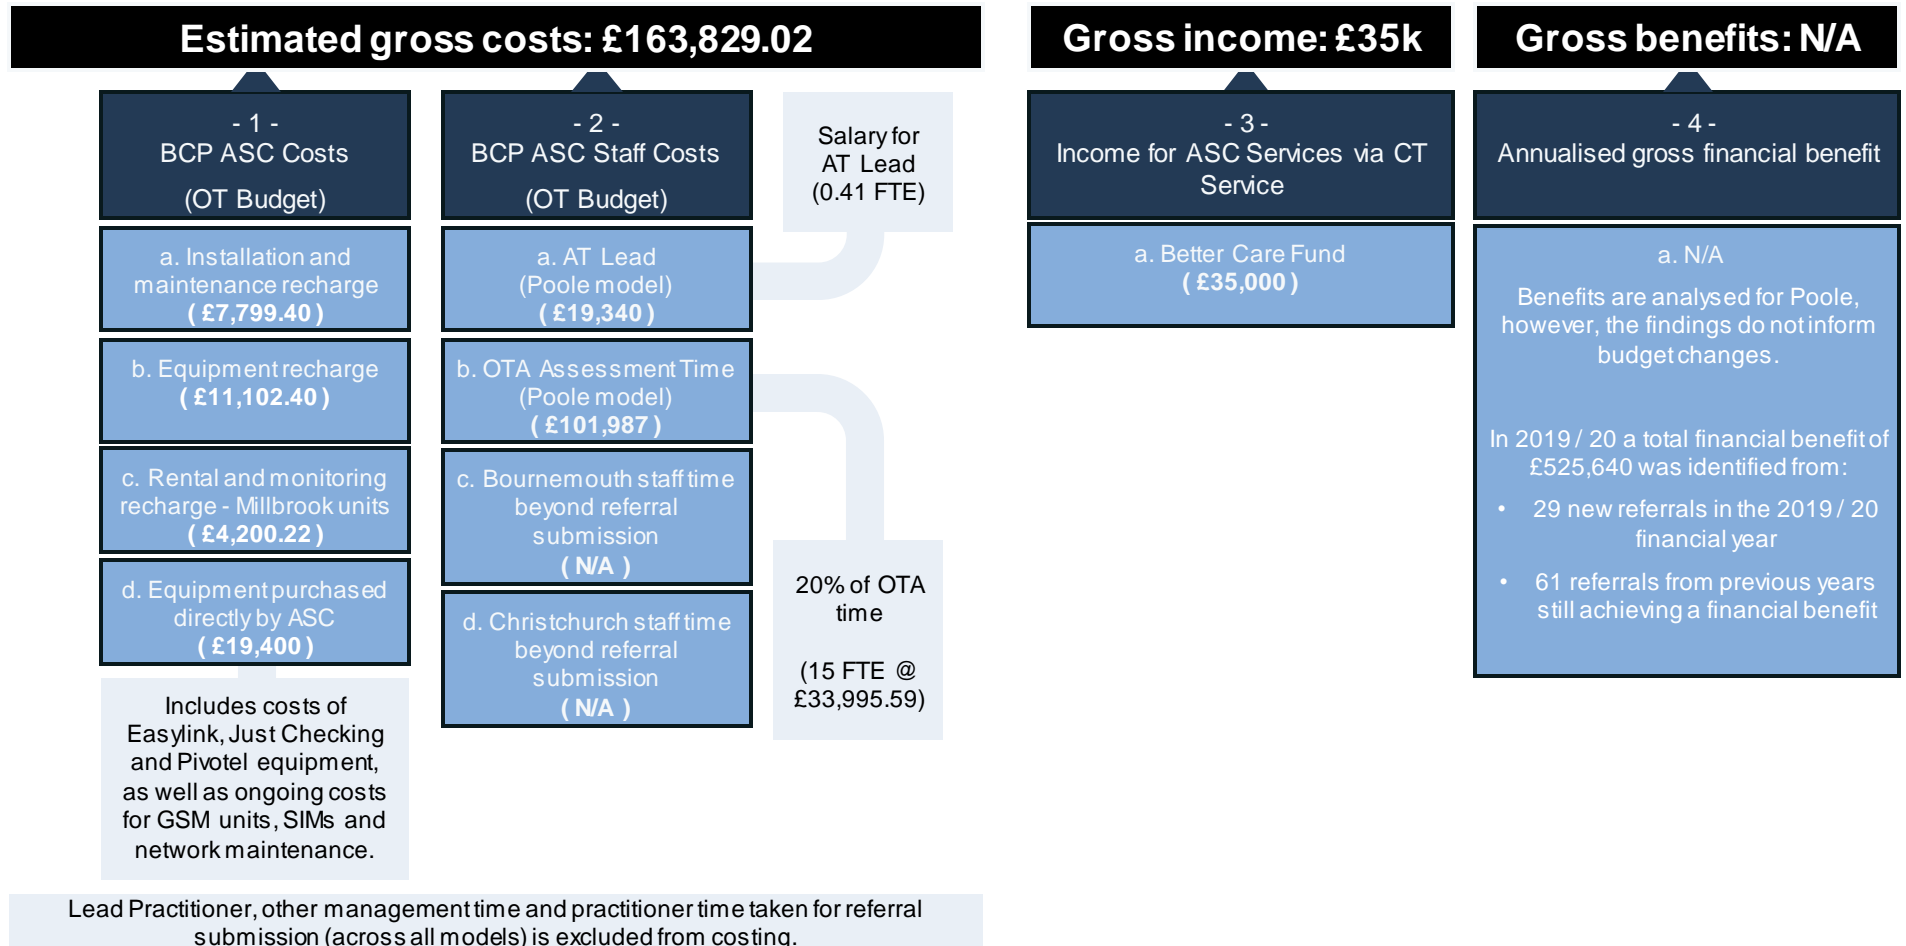 Estimated gross costs: £163,829.02
- 1 -
BCP ASC Costs
(OT Budget)
a. Installation and
maintenance recharge
( £7,799.40 )
b. Equipment recharge
( £11,102.40 )
c. Rental and monitoring
recharge - Millbrook units
( £4,200.22 )
d. Equipment purchased
directly by ASC
( £19,400 )
Includes costs of
Easylink, Just Checking
and Pivotel equipment,
as well as ongoing costs
for GSM units, SIMs and
network maintenance.
- 2 -
BCP ASC Staff Costs
(OT Budget)
a. AT Lead
(Poole model)
( £19,340 )
b. OTA Assessment Time
(Poole model)
( £101,987 )
c. Bournemouth staff time
beyond referral
submission
( N/A )
d. Christchurch staff time
beyond referral
submission
( N/A )
Salary for
AT Lead
(0.41 FTE)
20% of OTA
time
(15 FTE @
£33,995.59)
Lead Practitioner, other management time and practitioner time taken for referral
submission (across all models) is excluded from costing.
Gross income: £35k
- 3 -
Income for ASC Services via CT
Service
a. Better Care Fund
( £35,000 )
Gross benefits: N/A
- 4 -
Annualised gross financial benefit
a. N/A
Benefits are analysed for Poole,
however, the findings do not inform
budget changes.
In 2019 / 20 a total financial benefit of
£525,640 was identified from:
• 29 new referrals in the 2019 / 20
financial year
• 61 referrals from previous years
still achieving a financial benefit